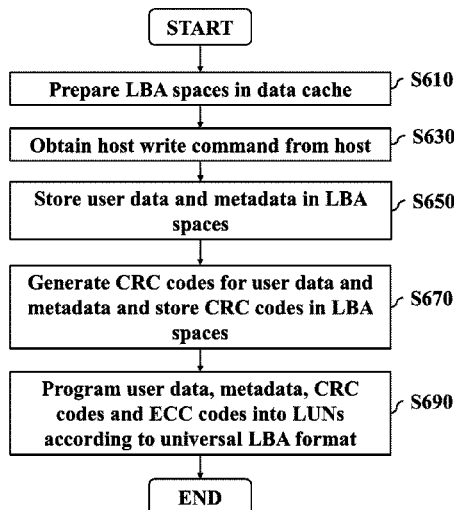 START
Prepare LBA spaces in data cache
S610
Obtain host write command from host
S630
Store user data and metadata in LBA
spaces
S650
Generate CRC codes for user data and
metadata and store CRC codes in LBA
spaces
S670
Program user data, metadata, CRC
codes and ECC codes into LUNs
according to universal LBA format
S690
END